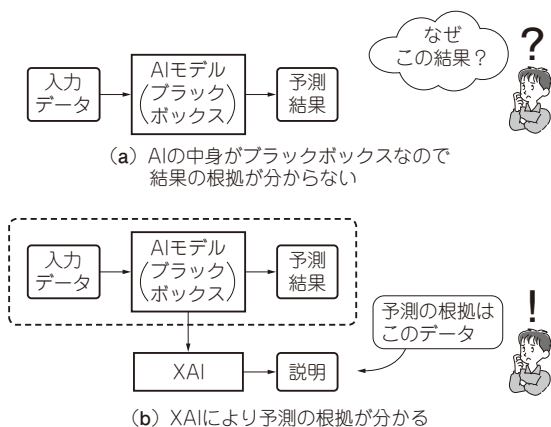 なぜ
この結果？
?
入力
データ
AIモデル
(ブラック
ボックス)
予測
結果
(a) AIの中身がブラックボックスなので
結果の根拠が分からない
入力
データ
AIモデル
(ブラック
ボックス)
予測
結果
予測の根拠は
このデータ
!
XAI
説明
(b) XAIにより予測の根拠が分かる